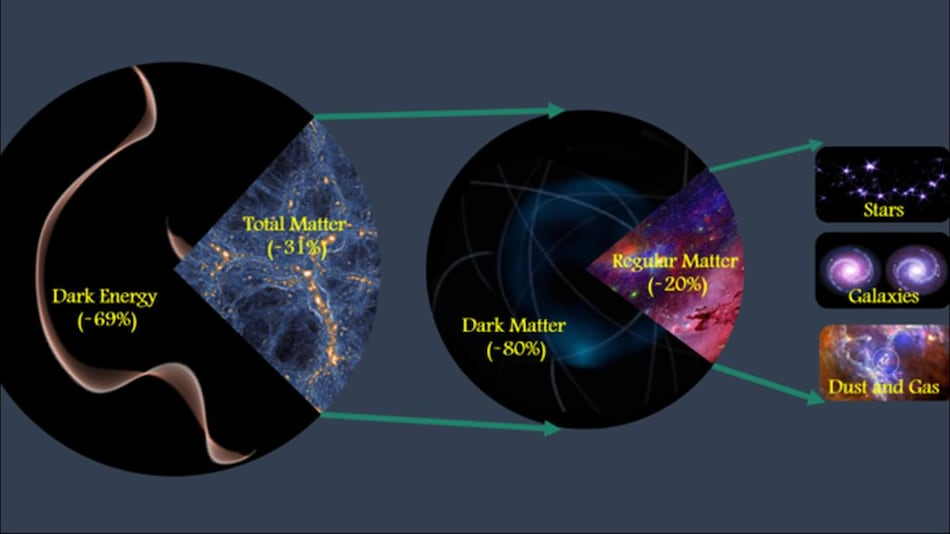 Total Matter
(~31%)
Dark Energy
(~69%)
Regular Matter
(~20%)
Dark Matter
(~80%)
Stars
Galaxies
Dust and Gas